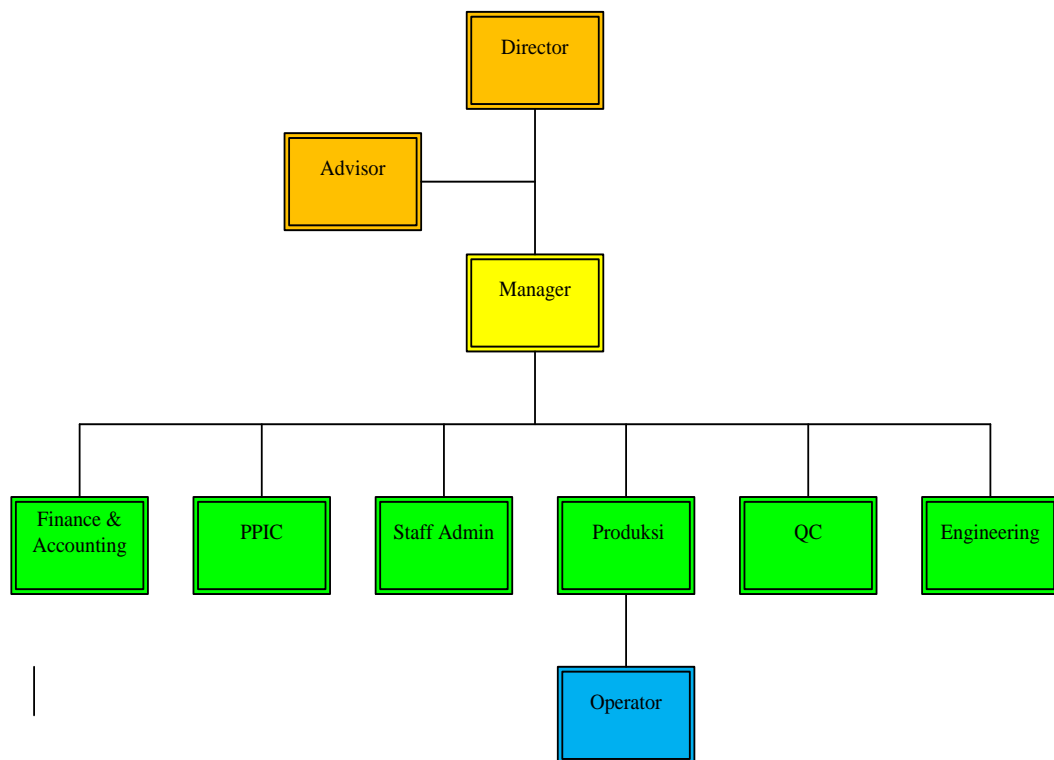 Director
Advisor
Manager
Finance &
Accounting
PPIC
Staff Admin
Produksi
QC
Engineering
Operator